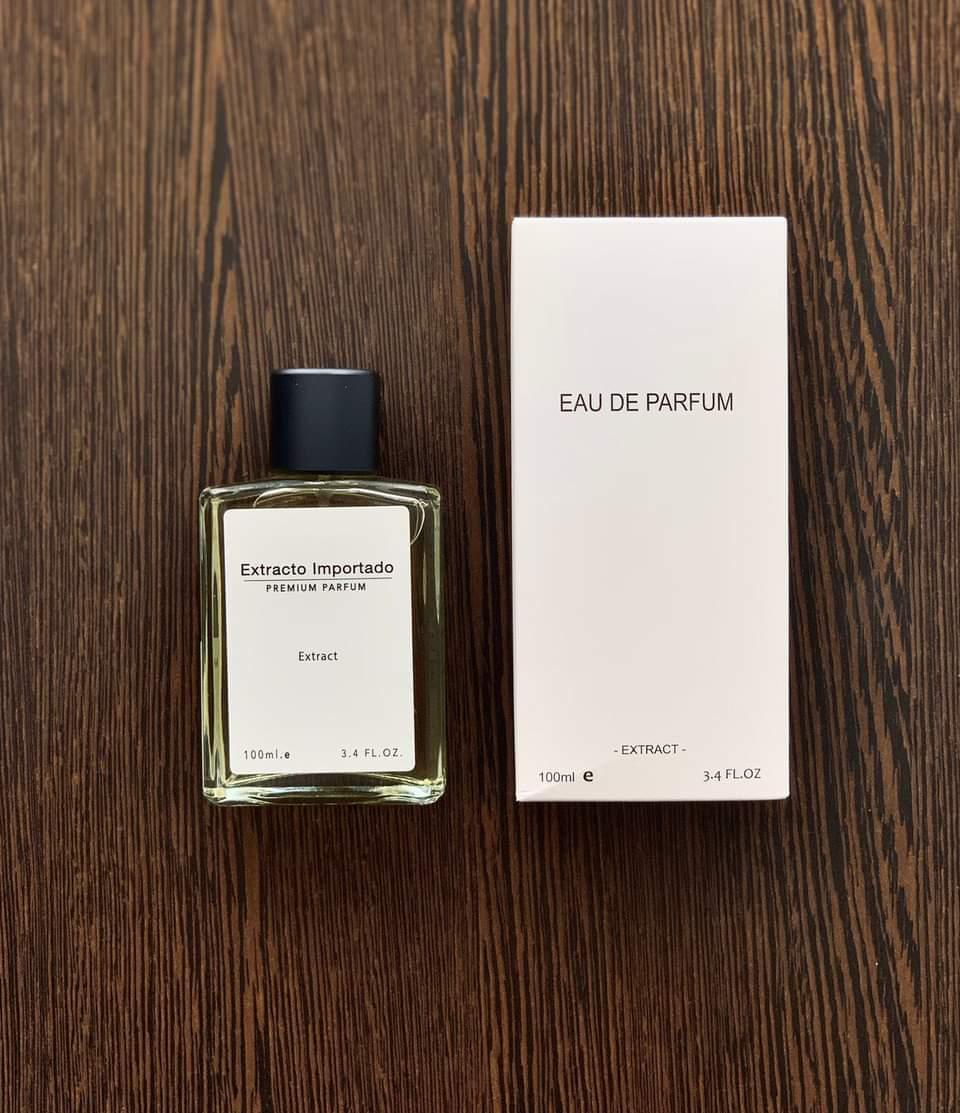 Extracto Importado
PREMIUM PARFUM
Extract
100ml.e 3.4 FL.OZ.
EAU DE PARFUM
- EXTRACT -
100ml e 3.4 FL.OZ